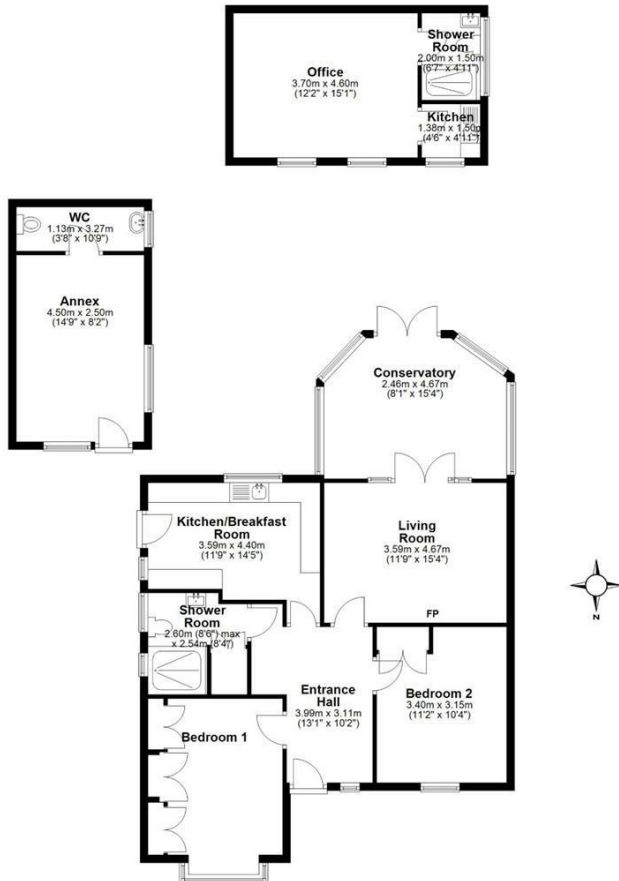 Office
3.70m x 4.60m
(12'2" x 15'1")
Shower
Room
2.00m x 1.50m
(6'7" x 4'11")
Kitchen
1.38m x 1.50m
(4'6" x 4'11")
WC
1.13m x 3.27m
(3'8" x 10'9")
Annex
4.50m x 2.50m
(14'9" x 8'2")
Conservatory
2.46m x 4.67m
(8'1" x 15'4")
Kitchen/Breakfast
Room
3.59m x 4.40m
(11'9" x 14'5")
Living
Room
3.59m x 4.67m
(11'9" x 15'4")
FP
Shower
Room
2.60m (8'6") max
x 2.54m (8'4")
Entrance
Hall
3.99m x 3.11m
(13'1" x 10'2")
Bedroom 2
3.40m x 3.15m
(11'2" x 10'4")
Bedroom 1
N